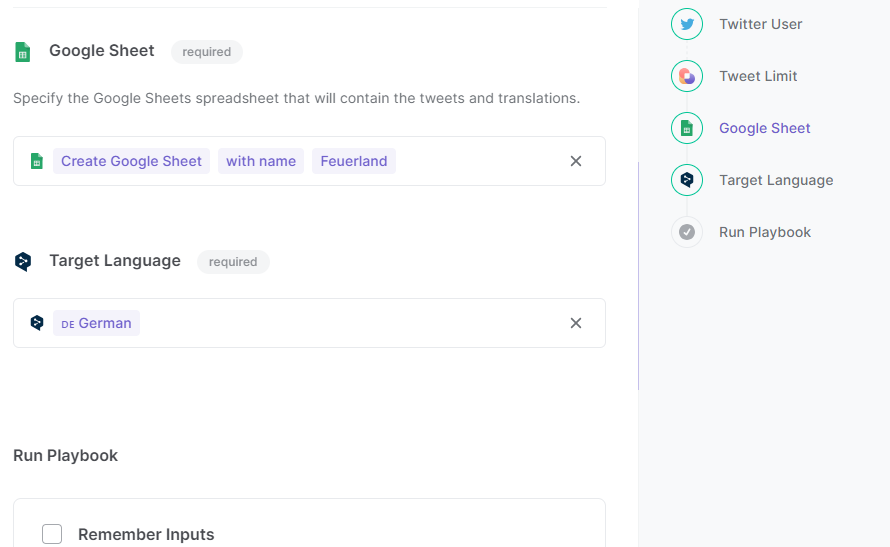 Google Sheet required
Specify the Google Sheets spreadsheet that will contain the tweets and translations.
Create Google Sheet with name Feuerland
Target Language required
DE German
Run Playbook
Remember Inputs
Twitter User
Tweet Limit
Google Sheet
Target Language
Run Playbook